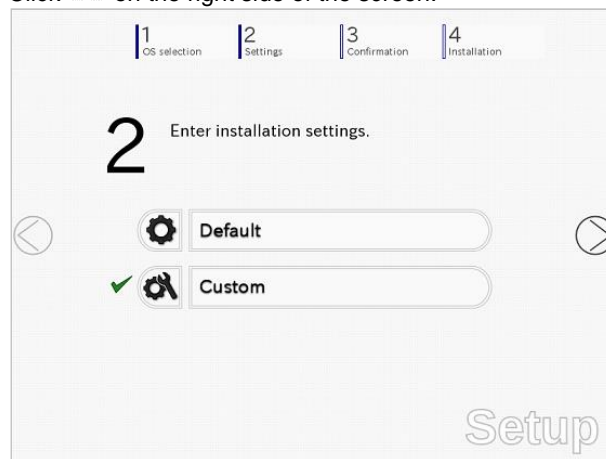 on the right side of the screen.
1 2 3 4
OS selection Settings Confirmation Installation
2 Enter installation settings.
Default
Custom
Setup